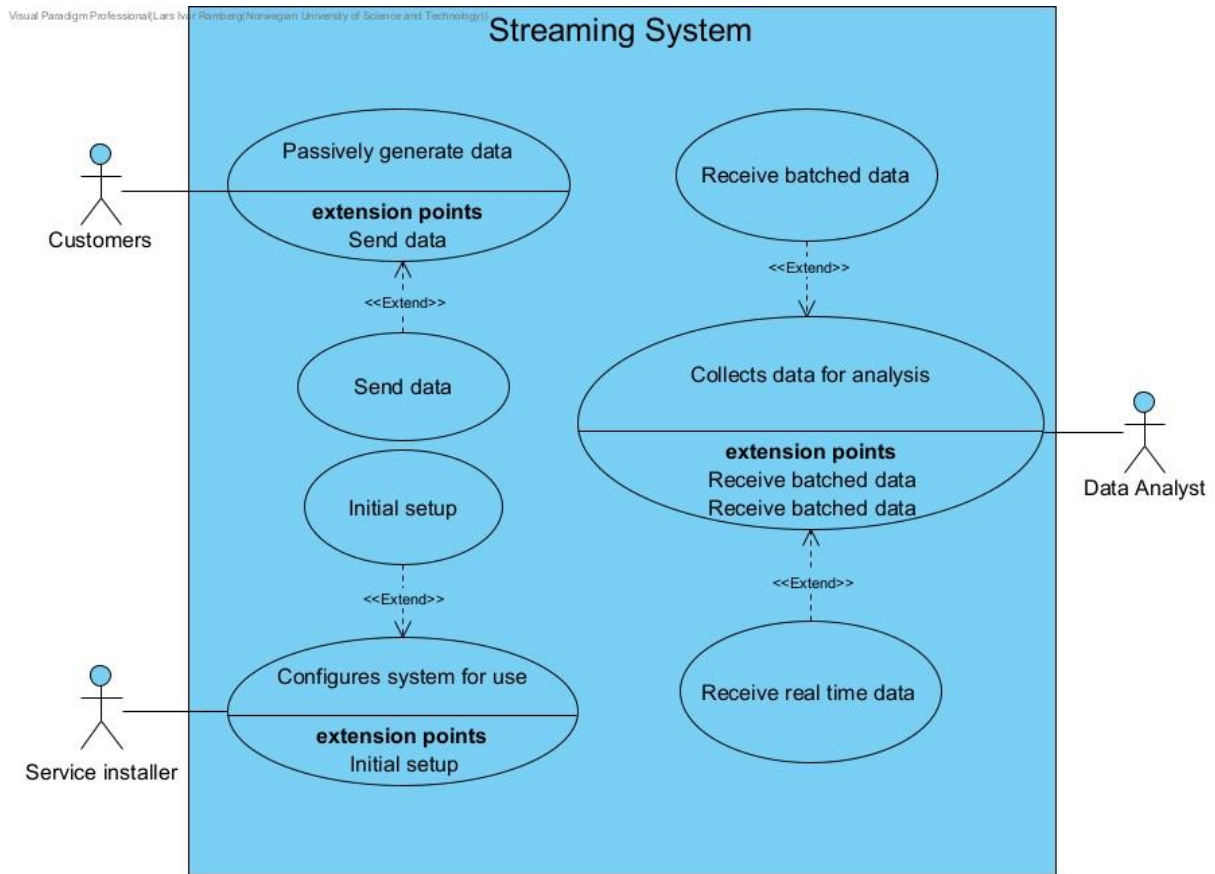 Visual Paradigm Professional(Lars Ivar Ramberg(Norwegian University of Science and Technology))
Streaming System
Passively generate data
extension points
Send data
Customers
<<Extend>>
Send data
Initial setup
<<Extend>>
Configures system for use
extension points
Initial setup
Service installer
Receive batched data
<<Extend>>
Collects data for analysis
extension points
Receive batched data
Receive batched data
Data Analyst
<<Extend>>
Receive real time data